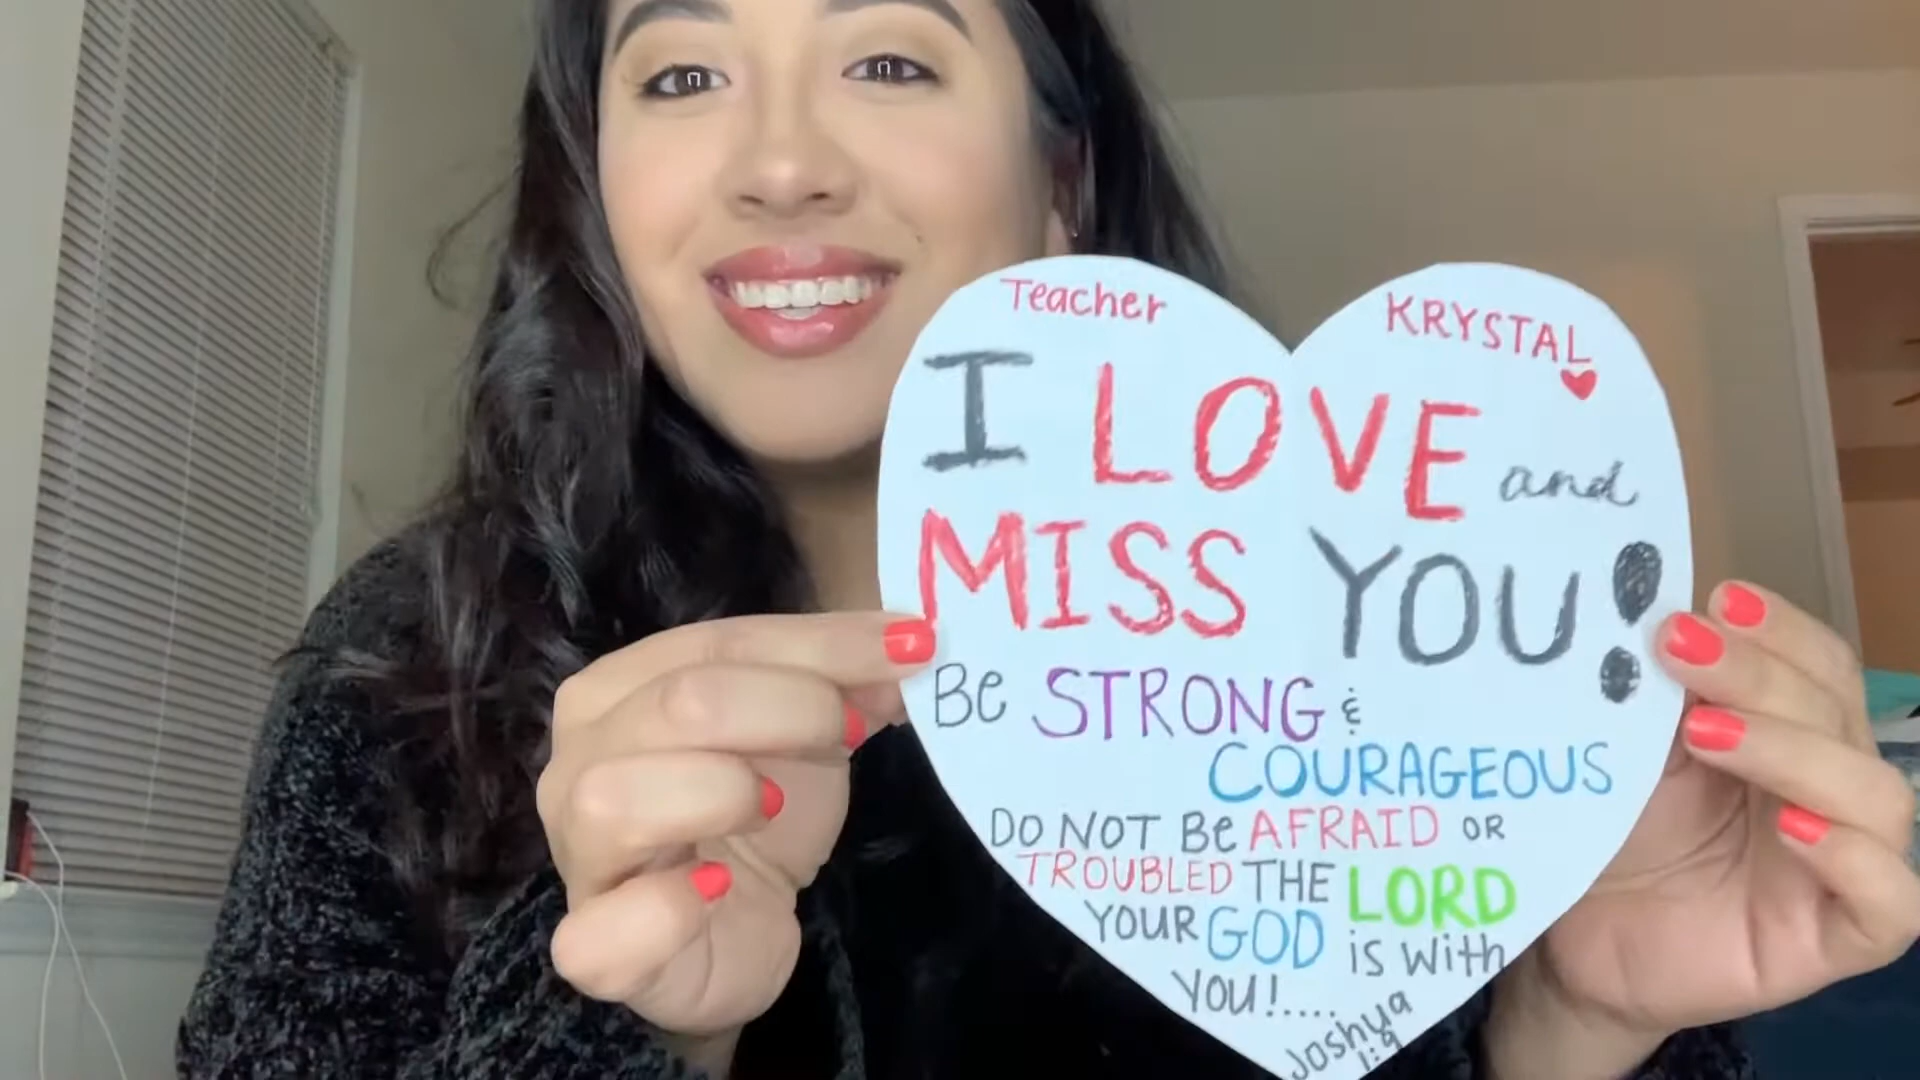 Teacher KRYSTAL
I LOVE and
MISS YOU!
Be STRONG &
COURAGEOUS
DO NOT Be AFRAID OR
TROUBLED THE LORD
YOUR GOD is with
YOU!.....
Joshua
1:9